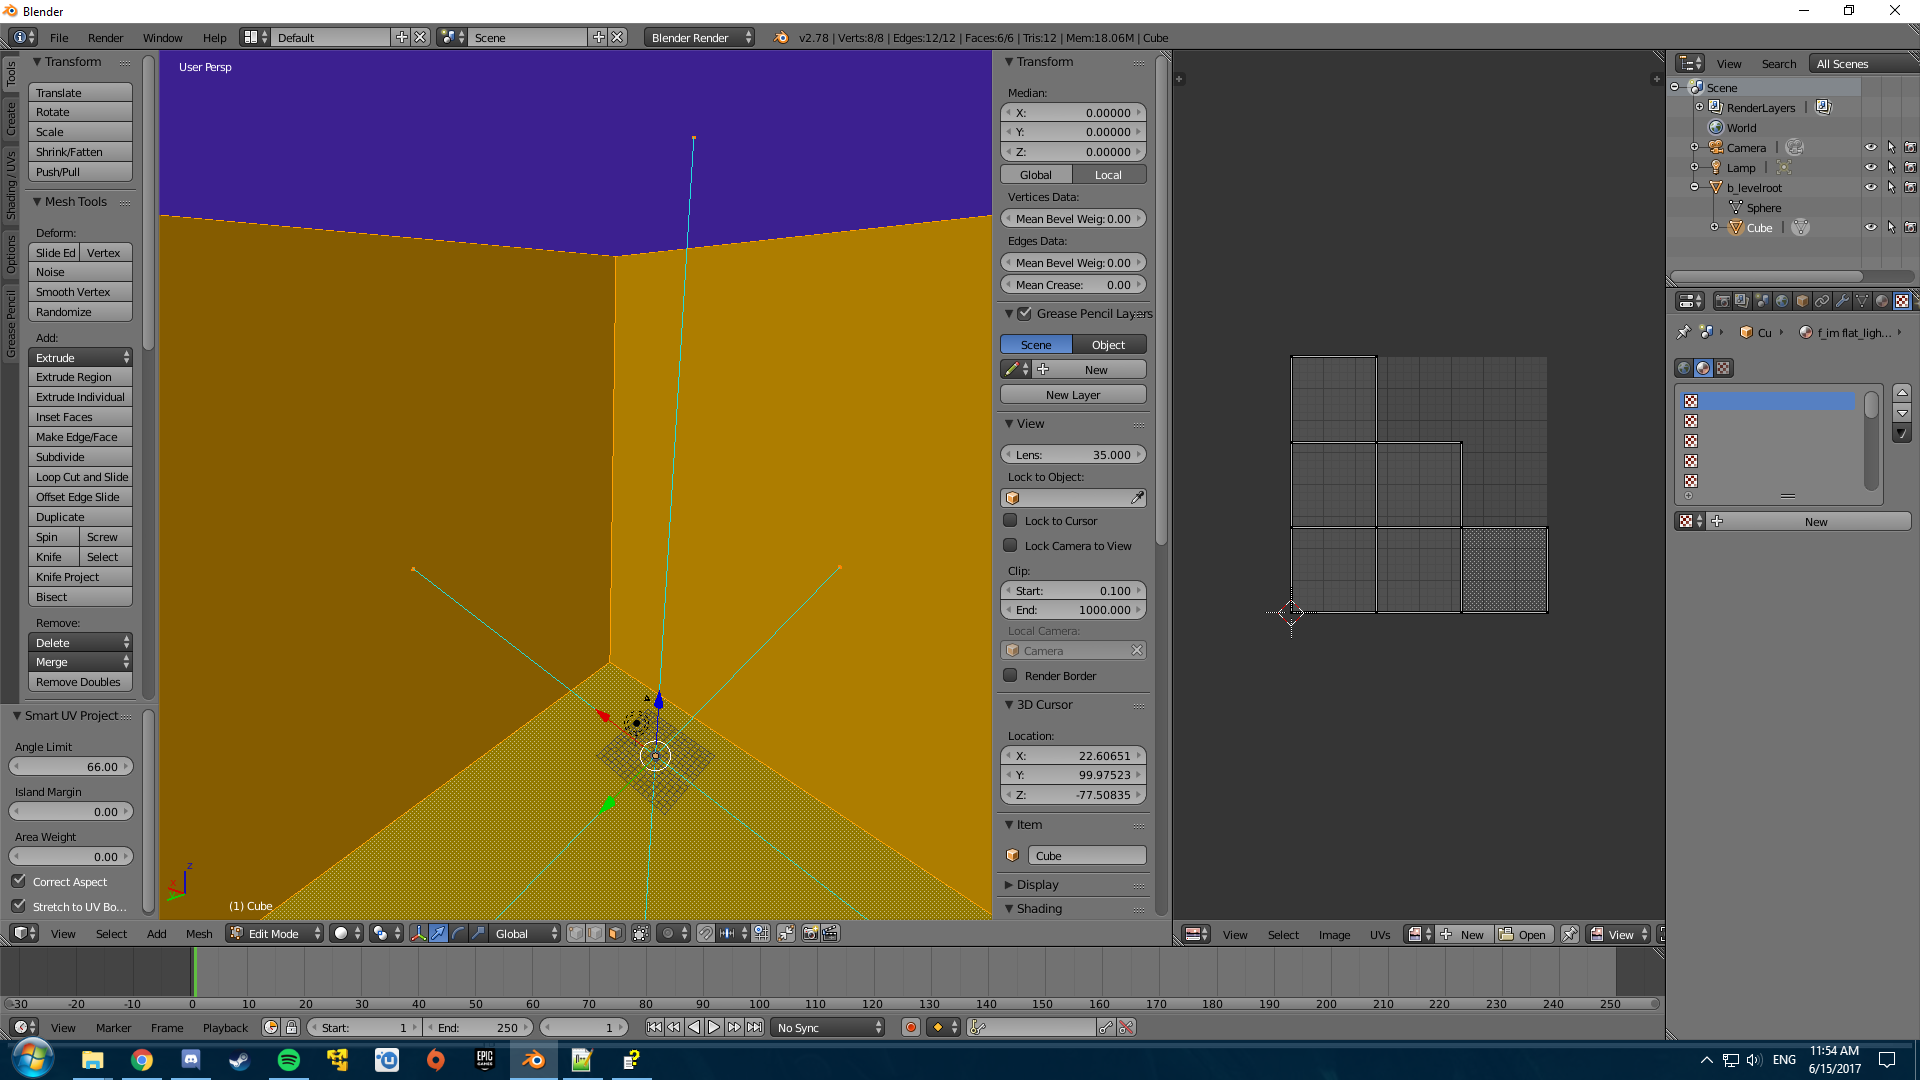 Blender
File Render Window Help Default Scene Blender Render v2.78 | Verts:8/8 | Edges:12/12 | Faces:6/6 | Tris:12 | Mem:18.06M | Cube
Tools
Create
Shading / UVs
Options
Grease Pencil
Transform
Translate
Rotate
Scale
Shrink/Fatten
Push/Pull
Mesh Tools
Deform:
Slide Ed Vertex
Noise
Smooth Vertex
Randomize
Add:
Extrude
Extrude Region
Extrude Individual
Inset Faces
Make Edge/Face
Subdivide
Loop Cut and Slide
Offset Edge Slide
Duplicate
Spin Screw
Knife Select
Knife Project
Bisect
Remove:
Delete
Merge
Remove Doubles
Smart UV Project
Angle Limit
66.00
Island Margin
0.00
Area Weight
0.00
Correct Aspect
Stretch to UV Bo...
User Persp
z
x
(1) Cube
Transform
Median:
X: 0.00000
Y: 0.00000
Z: 0.00000
Global Local
Vertices Data:
Mean Bevel Weig: 0.00
Edges Data:
Mean Bevel Weig: 0.00
Mean Crease: 0.00
Grease Pencil Layers
Scene Object
New
New Layer
View
Lens: 35.000
Lock to Object:
Lock to Cursor
Lock Camera to View
Clip:
Start: 0.100
End: 1000.000
Local Camera:
Camera
Render Border
3D Cursor
Location:
X: 22.60651
Y: 99.97523
Z: -77.50835
Item
Cube
Display
Shading
View Search All Scenes
Scene
RenderLayers |
World
Camera |
Lamp |
b_levelroot
Sphere
Cube |
Cu f_im flat_ligh...
New
View Select Add Mesh Edit Mode Global
View Select Image UVs New Open View
-30 -20 -10 0 10 20 30 40 50 60 70 80 90 100 110 120 130 140 150 160 170 180 190 200 210 220 230 240 250
View Marker Frame Playback Start: 1 End: 250 1 No Sync
EPIC GAMES
ENG
11:54 AM
6/15/2017